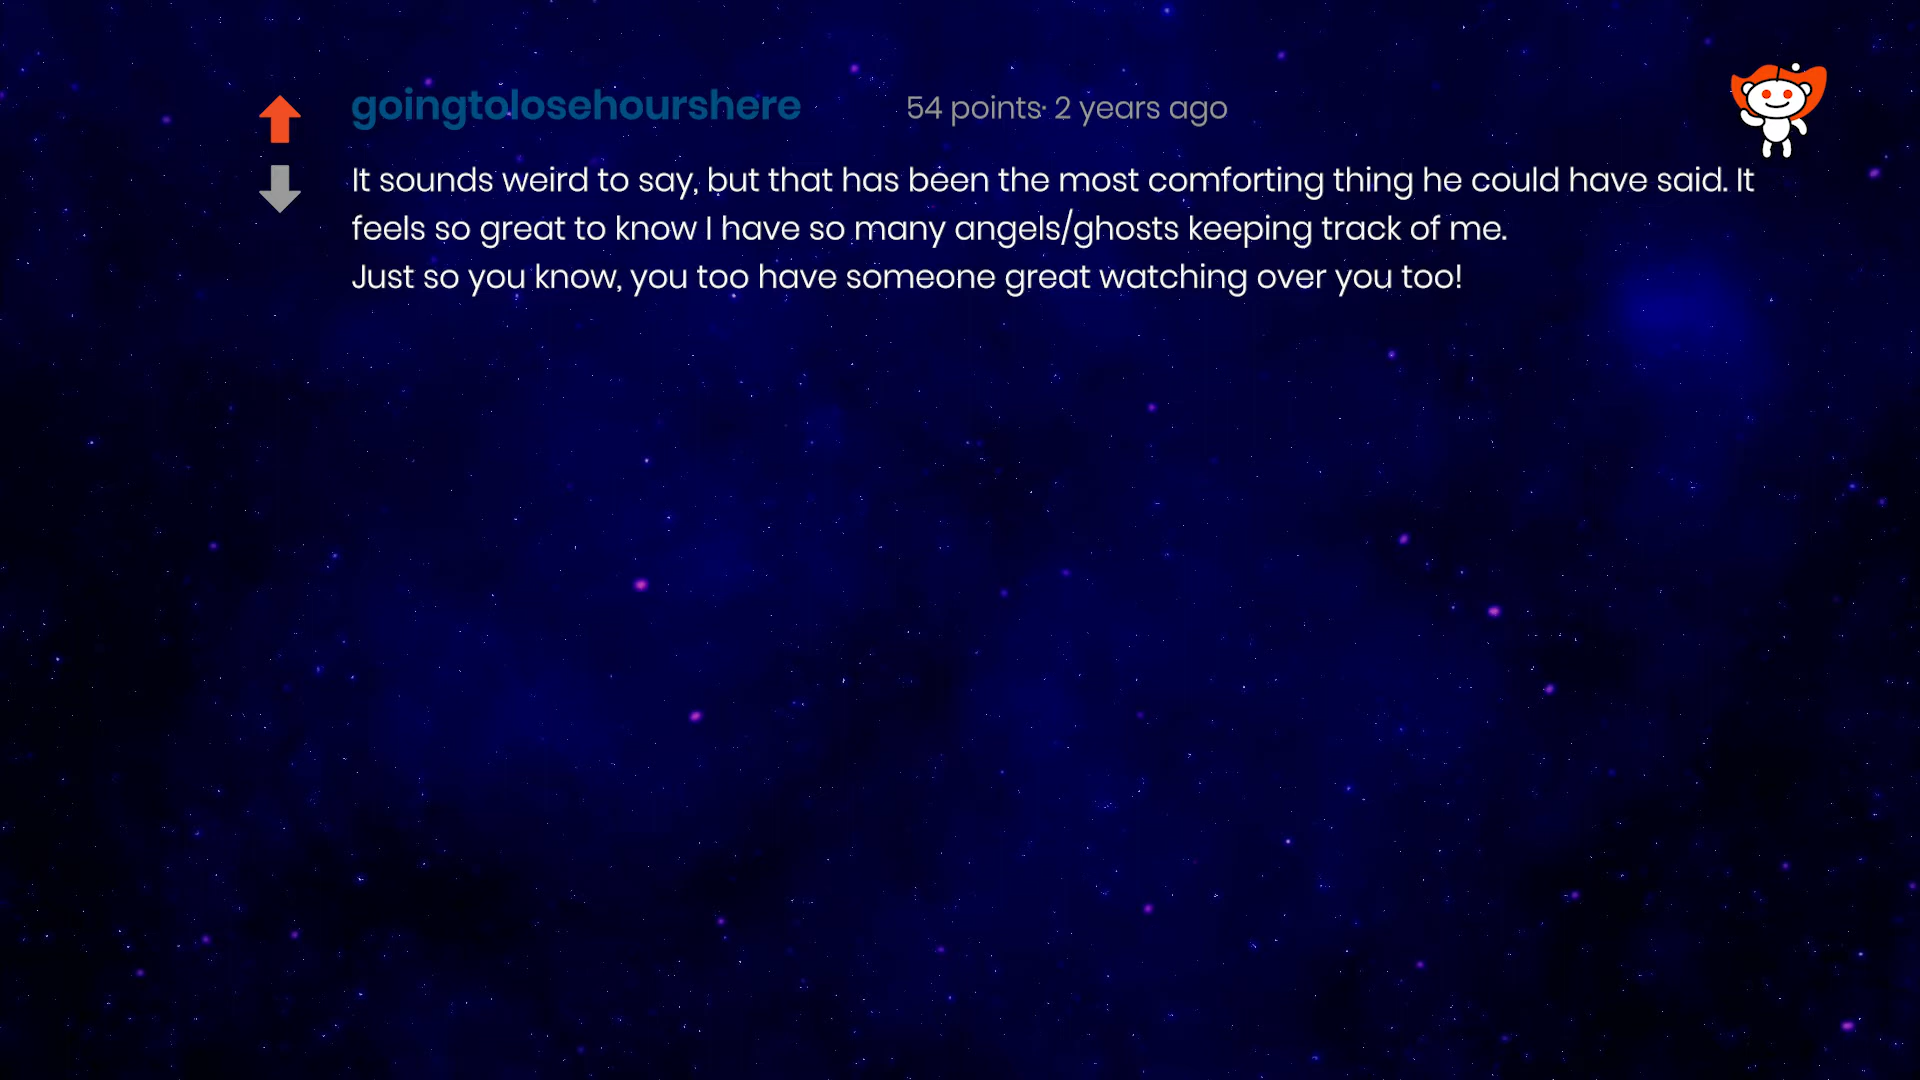 goingtolosehourshere 54 points· 2 years ago
It sounds weird to say, but that has been the most comforting thing he could have said. It
feels so great to know I have so many angels/ghosts keeping track of me.
Just so you know, you too have someone great watching over you too!